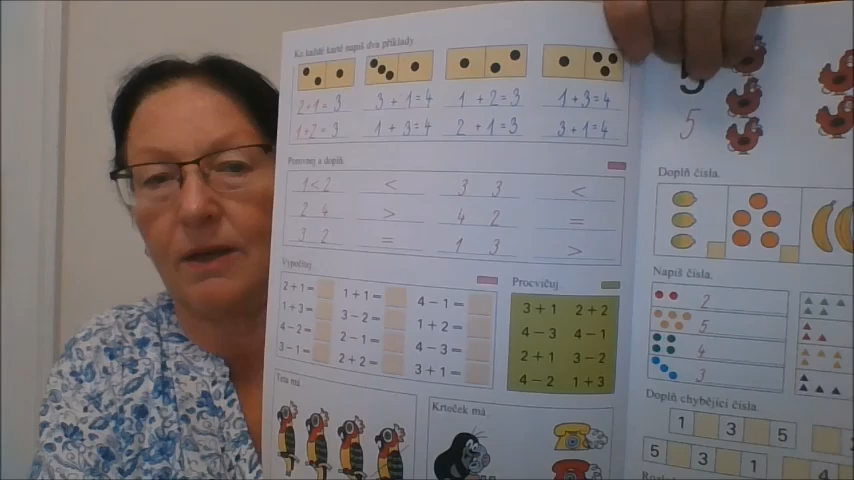 Ke každé kartě napiš dva příklady.
2+1=3 3+1=4 1+2=3 1+3=4
1+2=3 1+3=4 2+1=3 3+1=4
Porovnej a doplň.
1<2 < 3 3 <
2 4 > 4 2 =
3 2 = 1 3 >
Vypočítej.
2+1= 1+1= 4-1=
1+3= 3-2= 1+2=
4-2= 2-1= 4-3=
3-1= 2+2= 3+1=
Procvičuj.
3+1 2+2
4-3 4-1
2+1 3-2
4-2 1+3
Teta má
Krteček má
5
5
Doplň čísla.
Napiš čísla.
2
5
4
3
Doplň chybějící čísla.
1 3 5
5 3 1 4